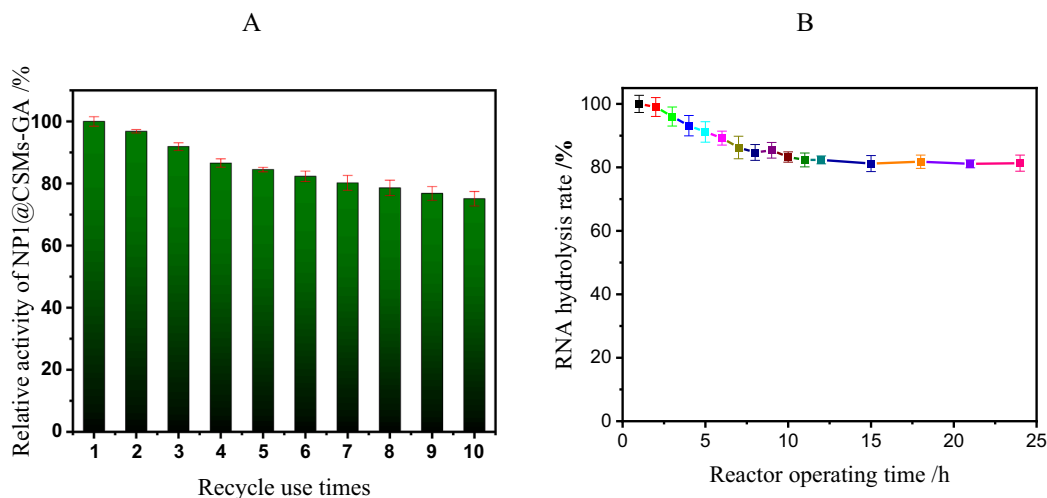 A
Relative activity of NP1@CSMs-GA /%
100
80
60
40
20
0
1 2 3 4 5 6 7 8 9 10
Recycle use times
B
RNA hydrolysis rate /%
100
80
60
40
80
0
0 5 10 15 20 25
Reactor operating time /h